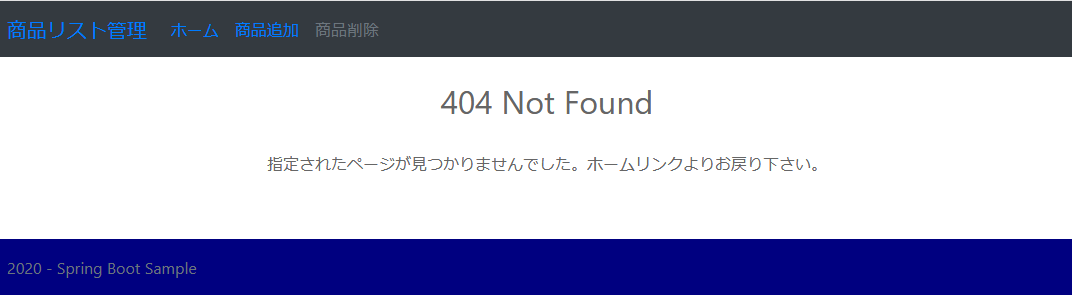 商品リスト管理 ホーム 商品追加 商品削除
404 Not Found
指定されたページが見つかりませんでした。ホームリンクよりお戻り下さい。
2020 - Spring Boot Sample